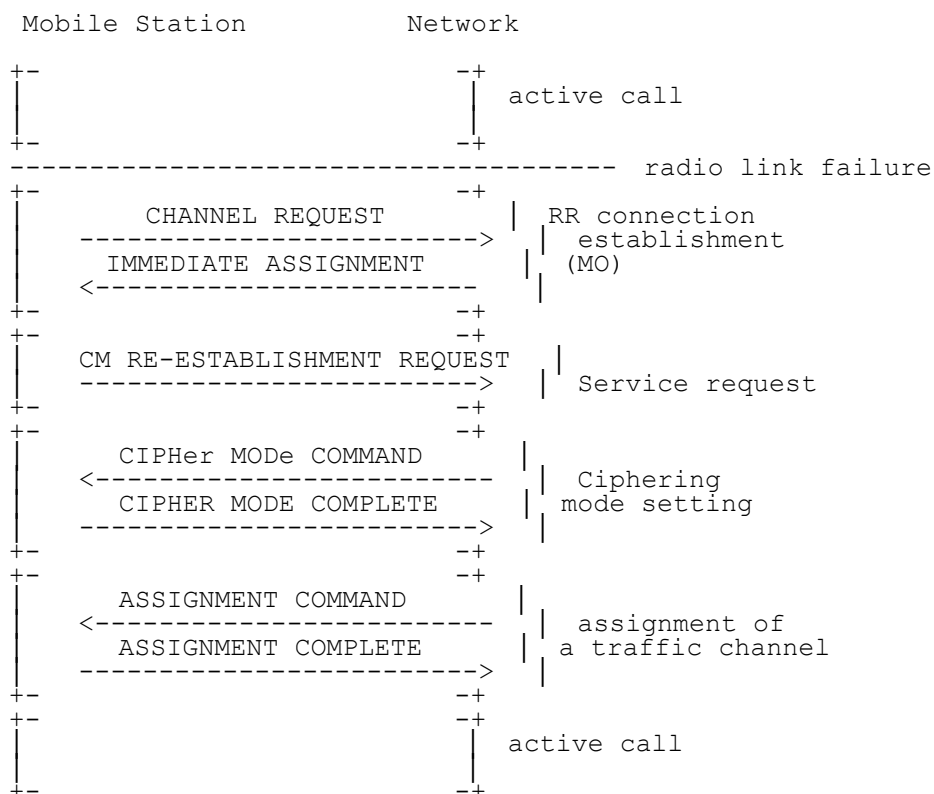 Mobile Station Network
active call
radio link failure
CHANNEL REQUEST RR connection
establishment
IMMEDIATE ASSIGNMENT (MO)
CM RE-ESTABLISHMENT REQUEST
Service request
CIPHer MODe COMMAND
Ciphering
CIPHER MODE COMPLETE mode setting
ASSIGNMENT COMMAND
assignment of
ASSIGNMENT COMPLETE a traffic channel
active call